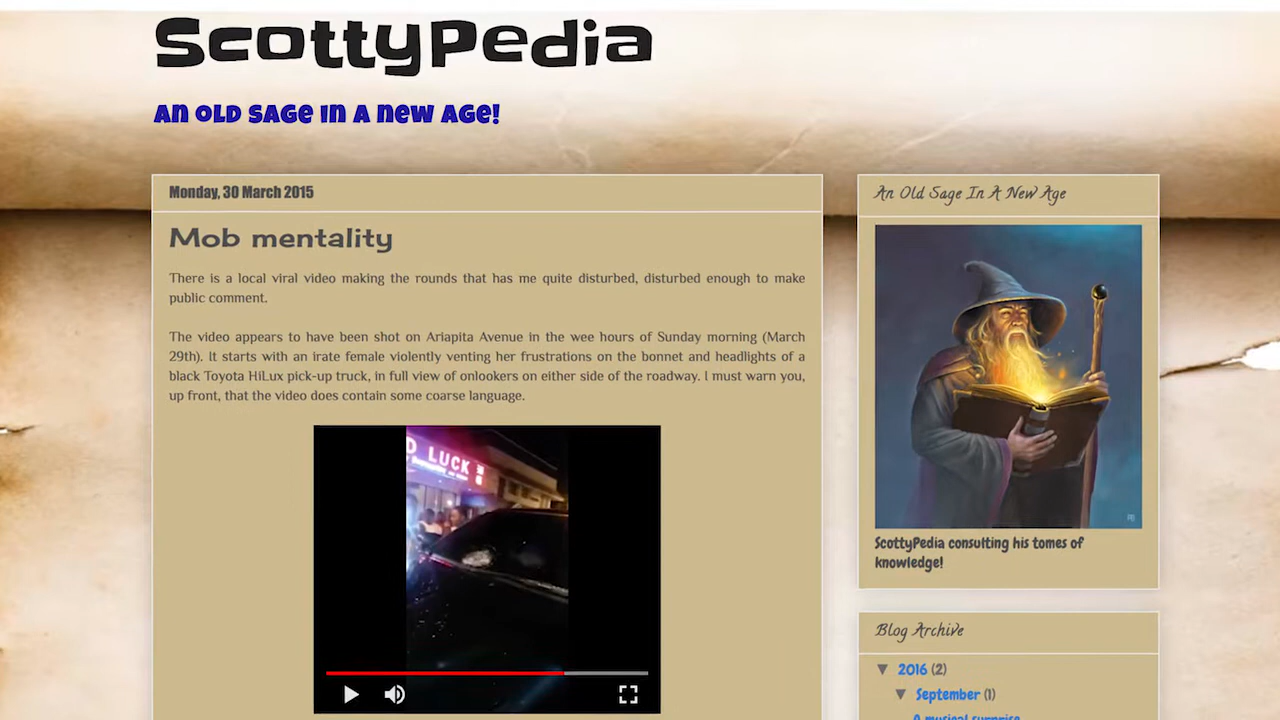 ScottyPedia
An Old Sage In A New Age!
Monday, 30 March 2015
Mob mentality
There is a local viral video making the rounds that has me quite disturbed, disturbed enough to make
public comment.
The video appears to have been shot on Ariapita Avenue in the wee hours of Sunday morning (March
29th). It starts with an irate female violently venting her frustrations on the bonnet and headlights of a
black Toyota HiLux pick-up truck, in full view of onlookers on either side of the roadway. I must warn you,
up front, that the video does contain some coarse language.
D LUCK
An Old Sage In A New Age
ScottyPedia consulting his tomes of
knowledge!
Blog Archive
▼ 2016 (2)
▼ September (1)
A musical surprise